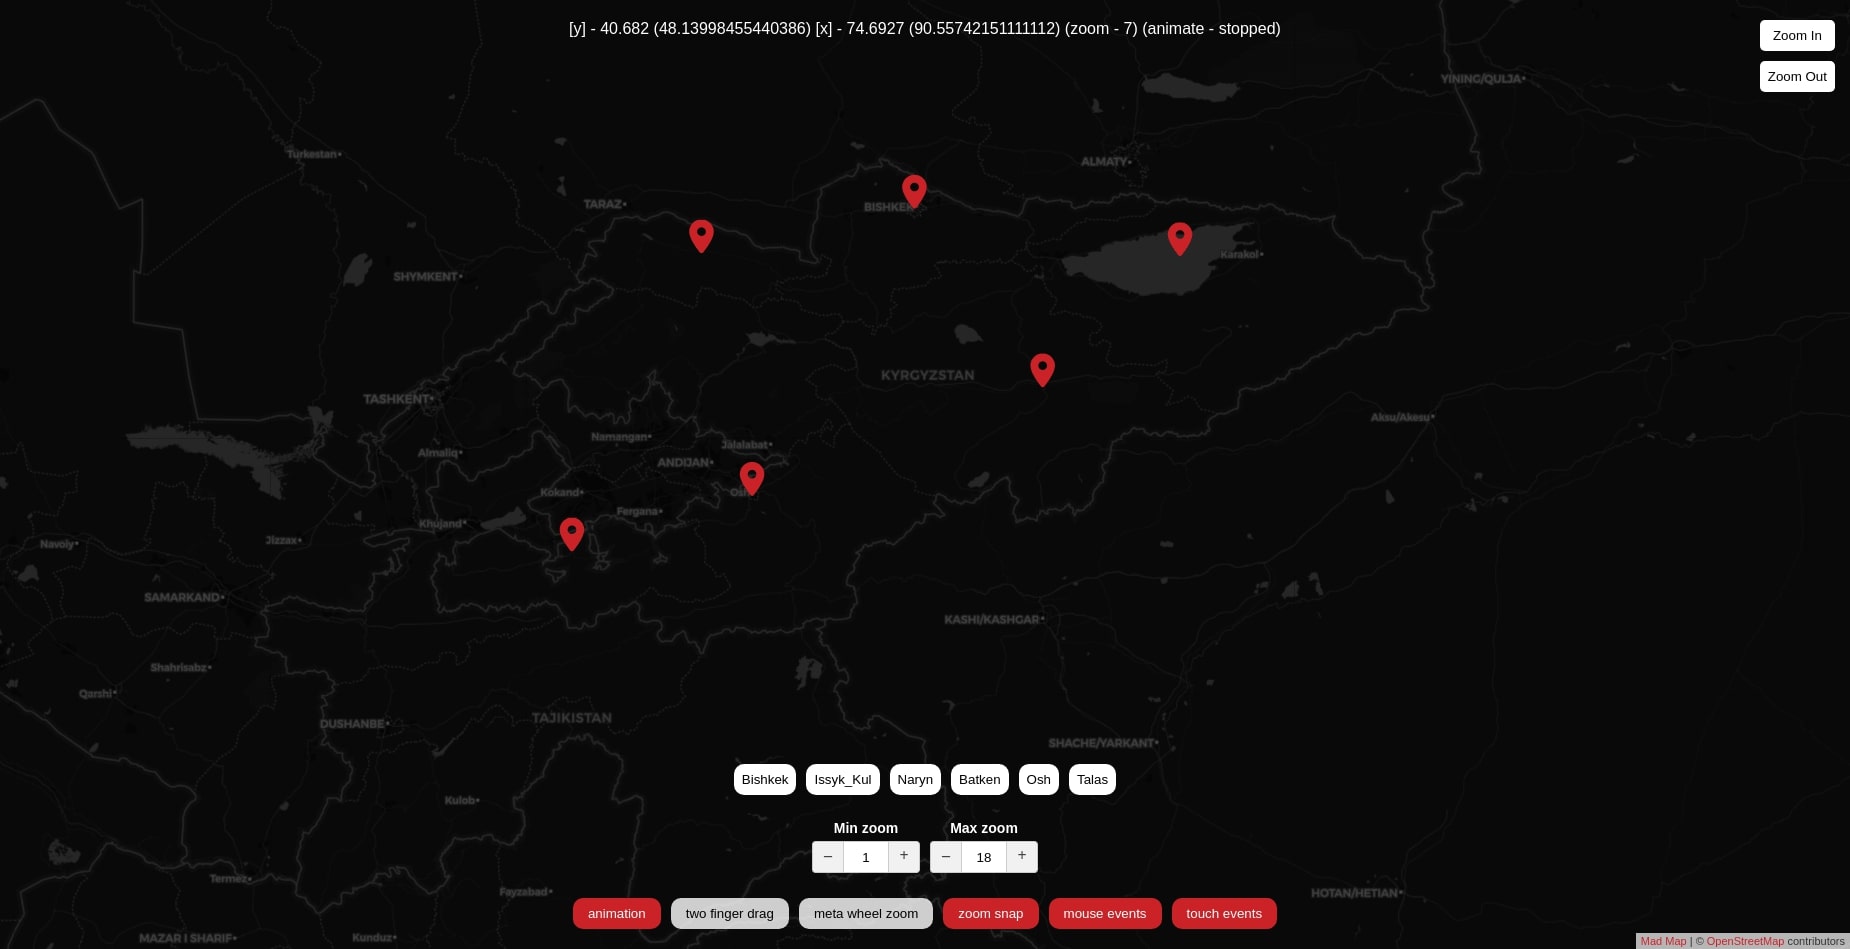 [y] - 40.682 (48.13998455440386) [x] - 74.6927 (90.55742151111112) (zoom - 7) (animate - stopped)
Zoom In
Zoom Out
YINING/QULJA
Turkestan
ALMATY
TARAZ
BISHKEK
Karakol
SHYMKENT
KYRGYZSTAN
TASHKENT
Aksu/Akesu
Namangan
Jalalabat
Almaliq
ANDIJAN
Kokand
Osh
Fergana
Khujand
Jizzax
Navoiy
SAMARKAND
KASHI/KASHGAR
Shahrisabz
Qarshi
DUSHANBE
TAJIKISTAN
SHACHE/YARKANT
Bishkek
Issyk_Kul
Naryn
Batken
Osh
Talas
Kulob
Min zoom
Max zoom
– 1 +
– 18 +
Termez
Fayzabad
HOTAN/HETIAN
animation
two finger drag
meta wheel zoom
zoom snap
mouse events
touch events
MAZAR I SHARIF
Kunduz
Mad Map | © OpenStreetMap contributors